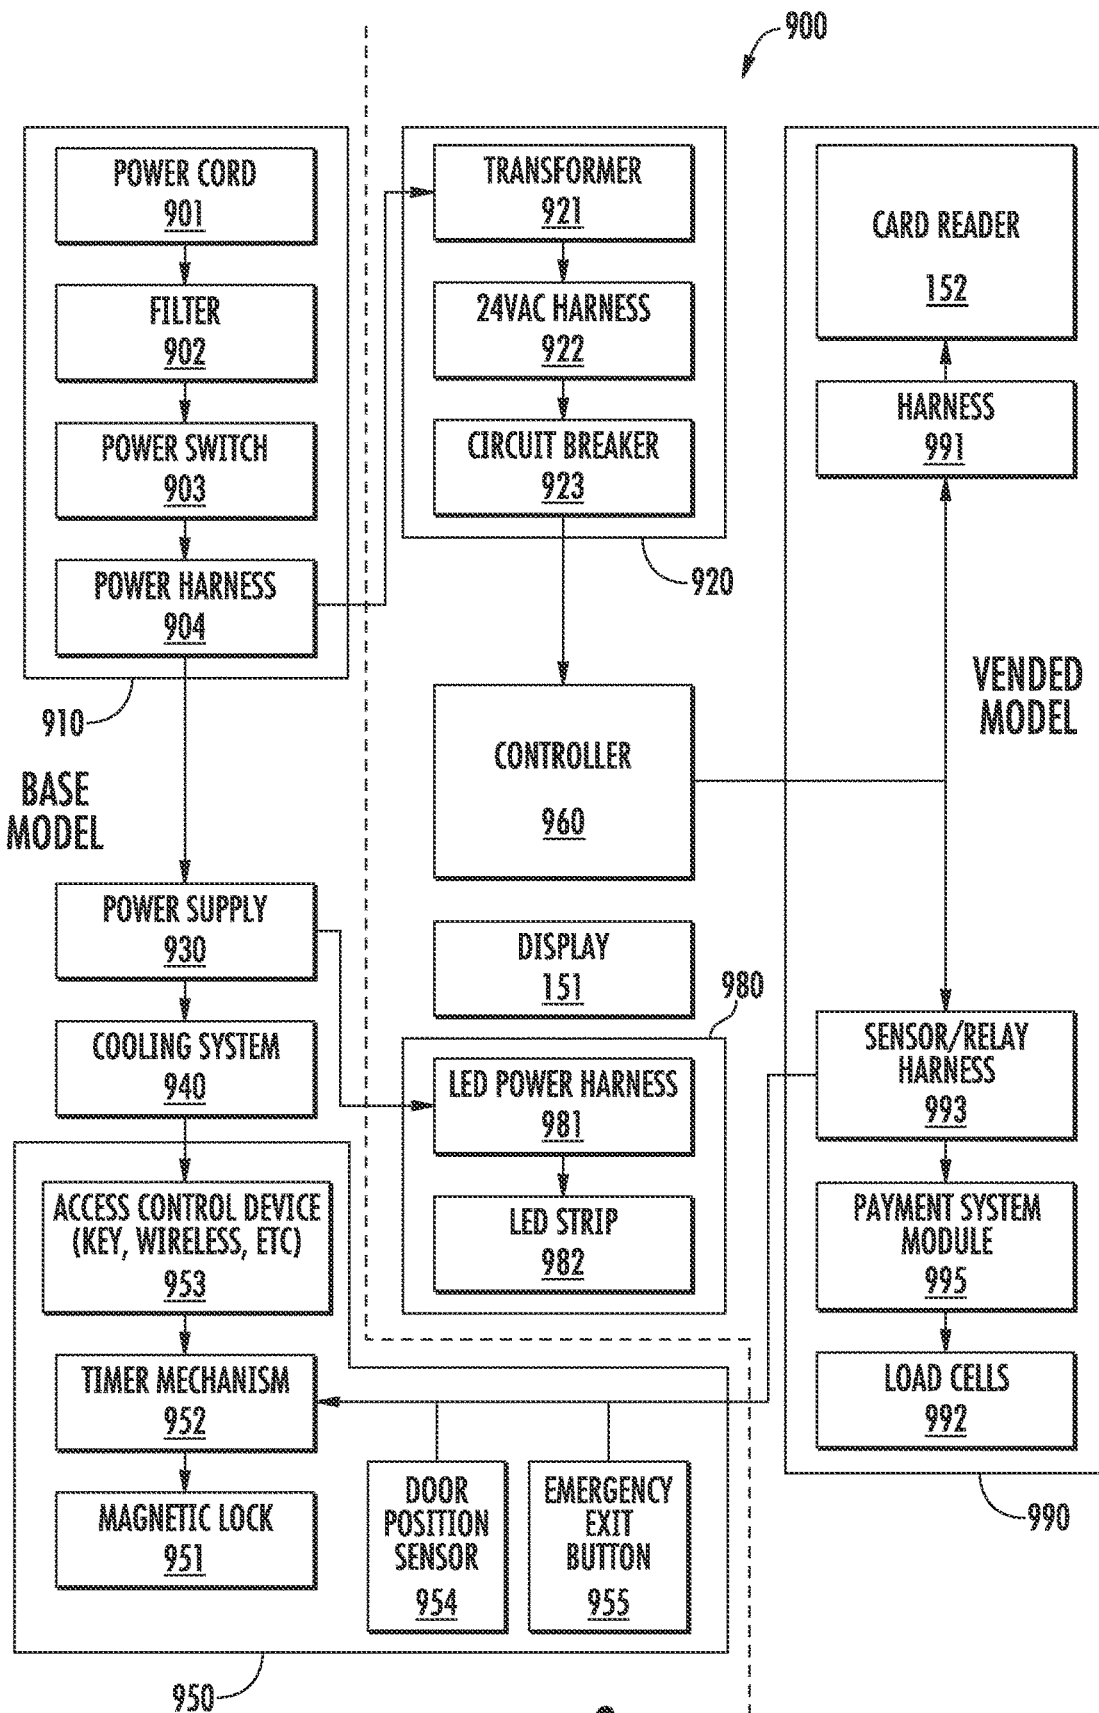 900
POWER CORD
901
FILTER
902
POWER SWITCH
903
POWER HARNESS
904
910
BASE
MODEL
POWER SUPPLY
930
COOLING SYSTEM
940
ACCESS CONTROL DEVICE
(KEY, WIRELESS, ETC)
953
TIMER MECHANISM
952
MAGNETIC LOCK
951
DOOR
POSITION
SENSOR
954
EMERGENCY
EXIT
BUTTON
955
950
TRANSFORMER
921
24VAC HARNESS
922
CIRCUIT BREAKER
923
920
CONTROLLER
960
DISPLAY
151
980
LED POWER HARNESS
981
LED STRIP
982
CARD READER
152
HARNESS
991
VENDED
MODEL
SENSOR/RELAY
HARNESS
993
PAYMENT SYSTEM
MODULE
995
LOAD CELLS
992
990